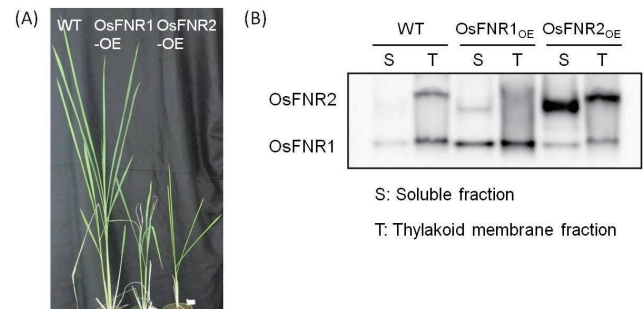 (A)
WT OsFNR1 OsFNR2
-OE -OE
(B)
WT OsFNR1OE OsFNR2OE
S T S T S T
OsFNR2
OsFNR1
S: Soluble fraction
T: Thylakoid membrane fraction